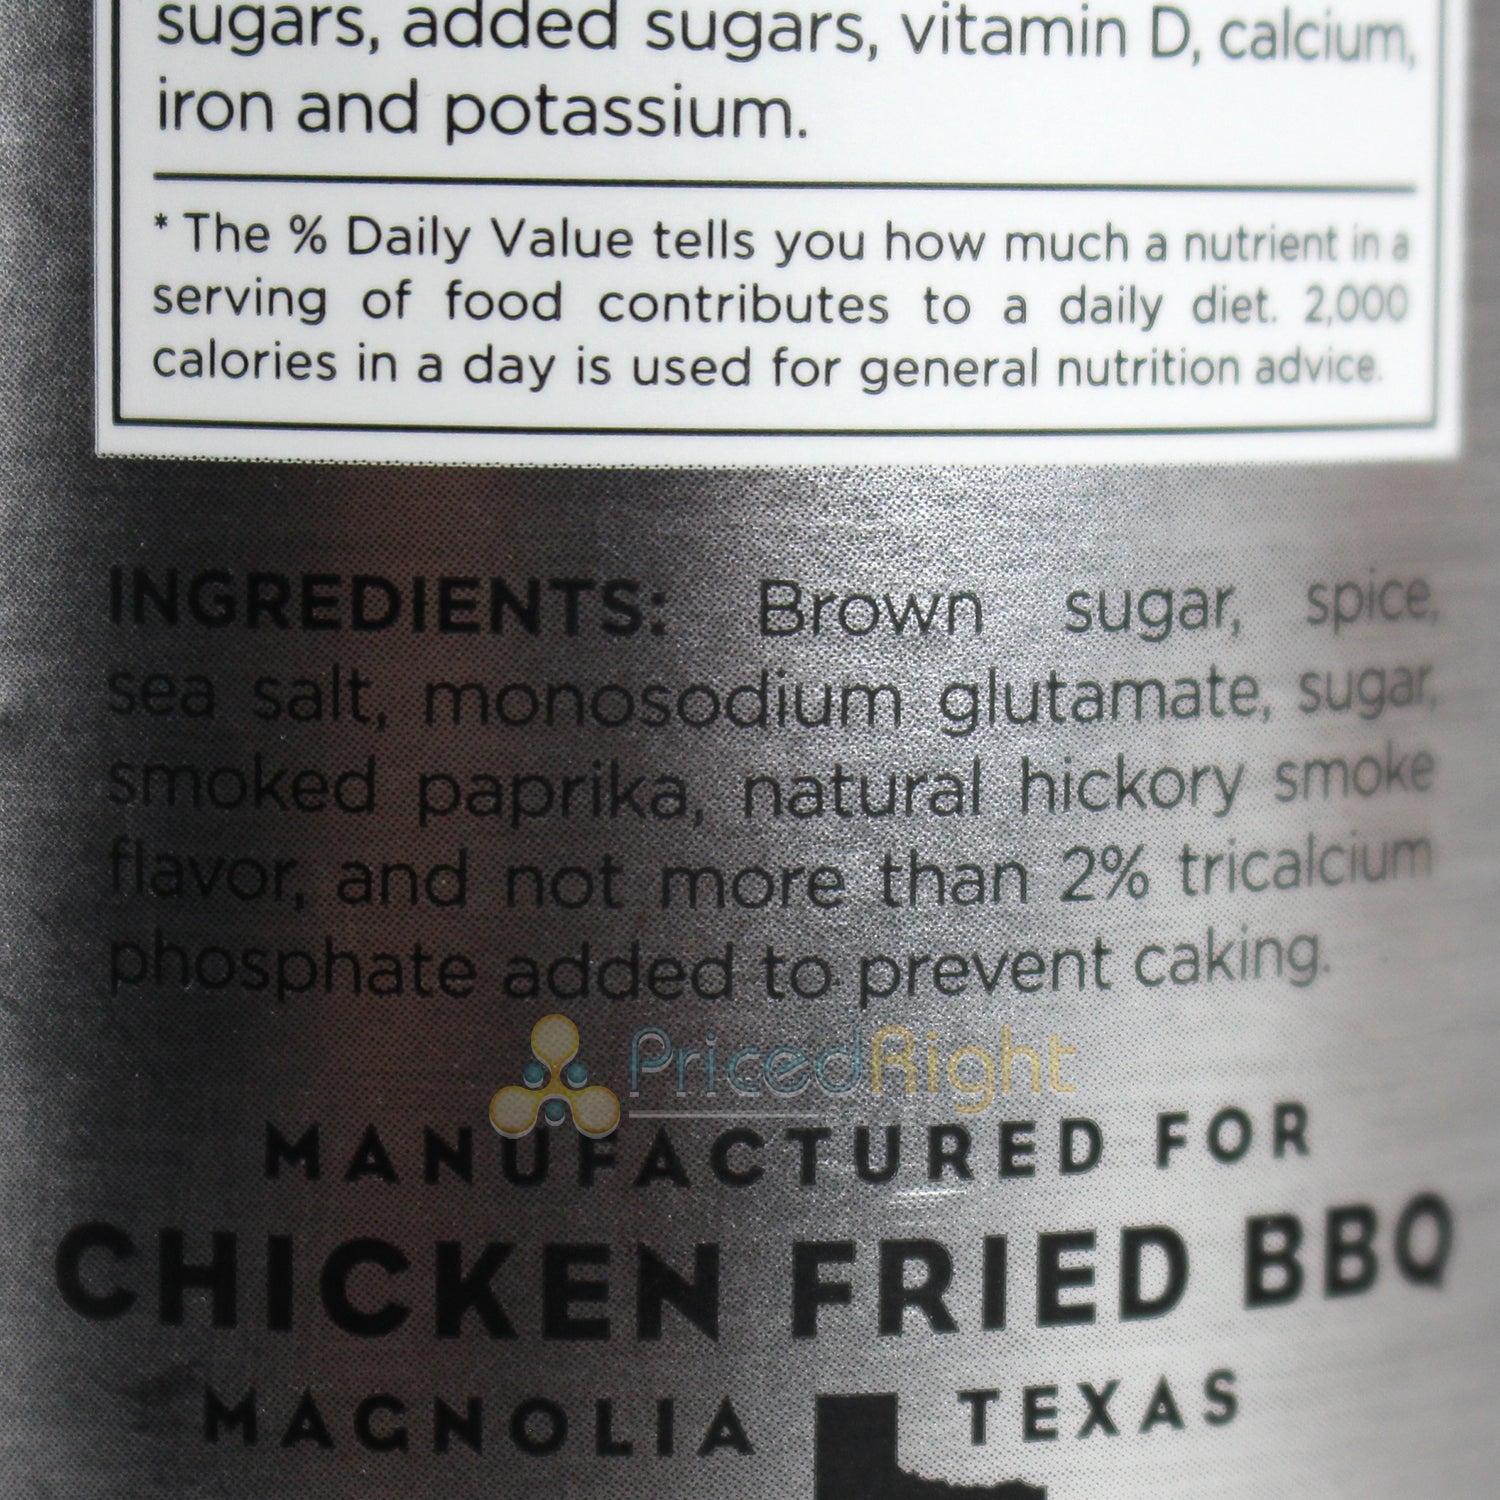 sugars, added sugars, vitamin D, calcium,
iron and potassium.
* The % Daily Value tells you how much a nutrient in a
serving of food contributes to a daily diet. 2,000
calories in a day is used for general nutrition advice.
INGREDIENTS: Brown sugar, spice,
sea salt, monosodium glutamate, sugar,
smoked paprika, natural hickory smoke
flavor, and not more than 2% tricalcium
phosphate added to prevent caking.
PricedRight
MANUFACTURED FOR
CHICKEN FRIED BBQ
MAGNOLIA TEXAS